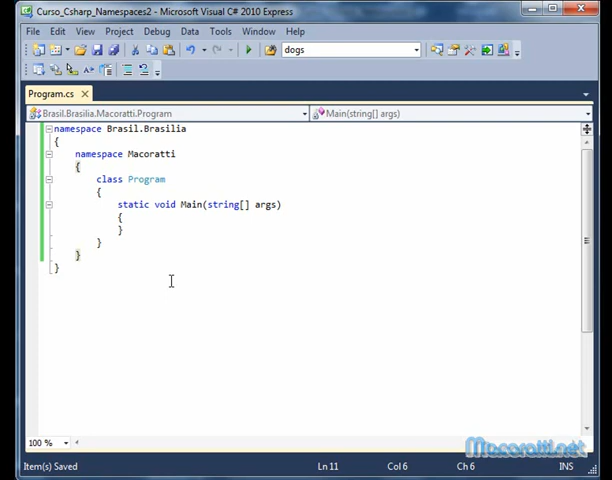 Curso_Csharp_Namespaces2 - Microsoft Visual C# 2010 Express
File Edit View Project Debug Data Tools Window Help
dogs
Program.cs
Brasil.Brasilia.Macoratti.Program Main(string[] args)
namespace Brasil.Brasilia
{
namespace Macoratti
{
class Program
{
static void Main(string[] args)
{
}
}
}
}
100 %
Macoratti.net
Item(s) Saved Ln 11 Col 6 Ch 6 INS